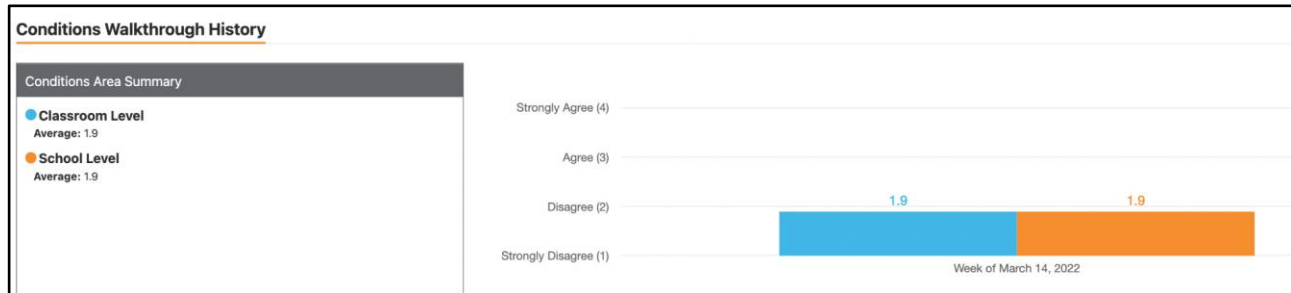 Conditions Walkthrough History
Conditions Area Summary
Classroom Level
Average: 1.9
School Level
Average: 1.9
Strongly Agree (4)
Agree (3)
Disagree (2)
Strongly Disagree (1)
1.9
1.9
Week of March 14, 2022